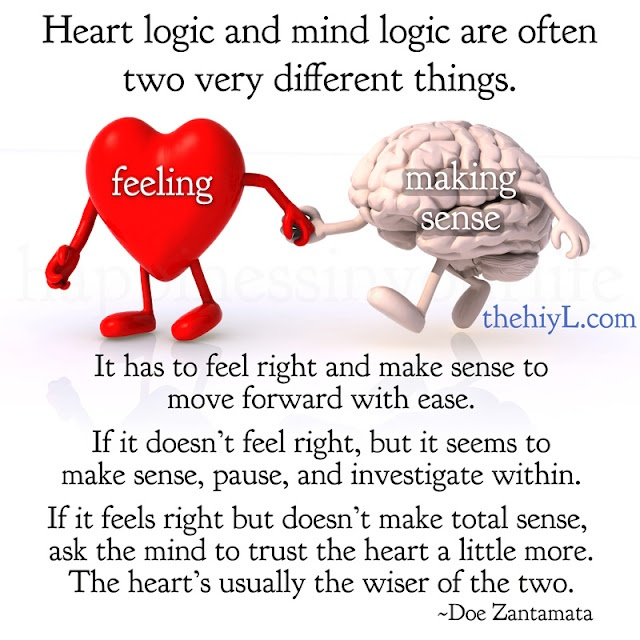 Heart logic and mind logic are often
two very different things.
feeling
making
sense
happinessinyourlife
thehiyL.com
It has to feel right and make sense to
move forward with ease.
If it doesn't feel right, but it seems to
make sense, pause, and investigate within.
If it feels right but doesn't make total sense,
ask the mind to trust the heart a little more.
The heart's usually the wiser of the two.
~Doe Zantamata